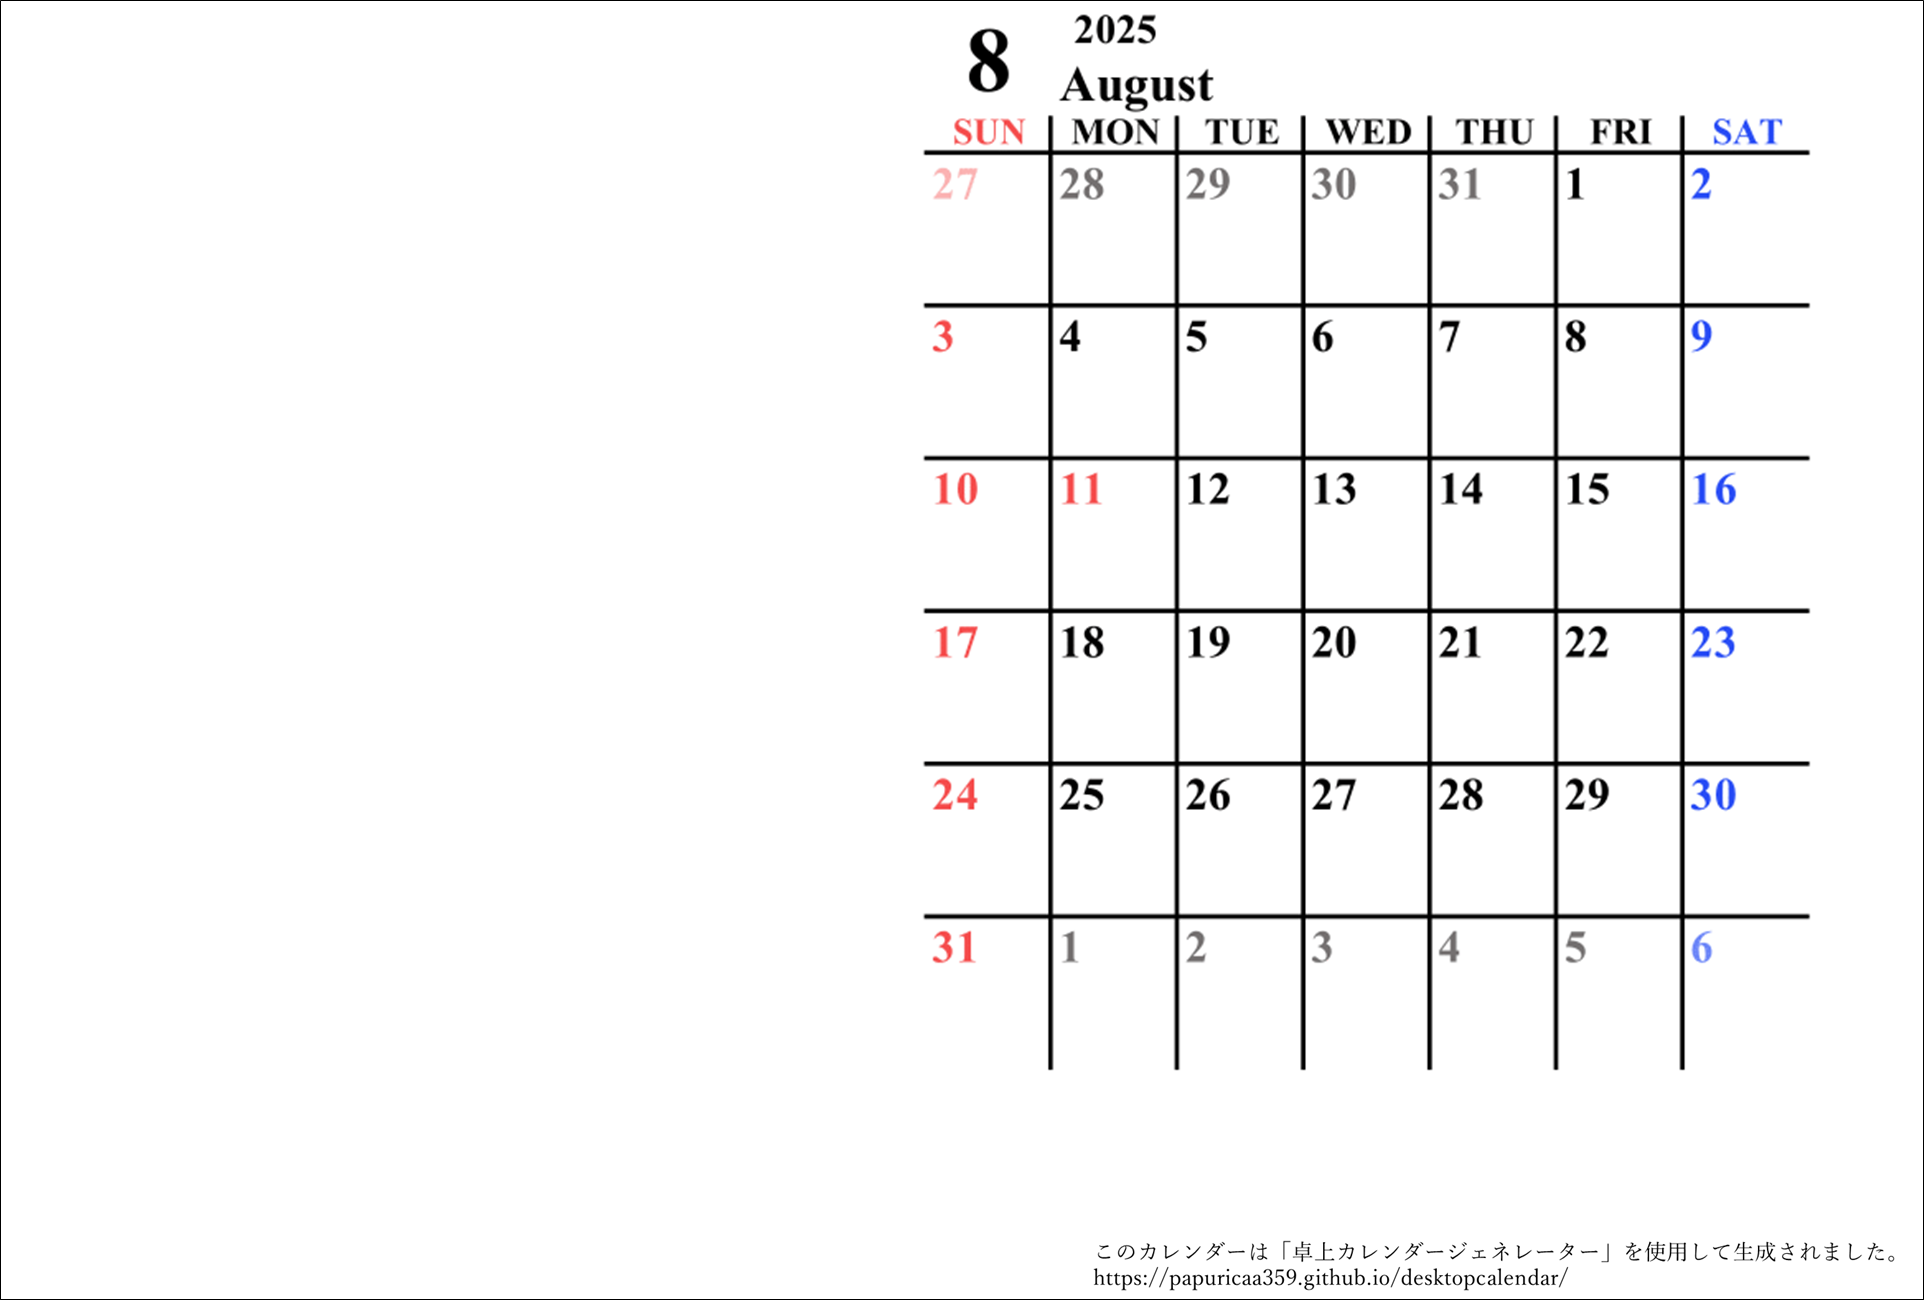 8
2025
August
SUN MON TUE WED THU FRI SAT
27 28 29 30 31 1 2
3 4 5 6 7 8 9
10 11 12 13 14 15 16
17 18 19 20 21 22 23
24 25 26 27 28 29 30
31 1 2 3 4 5 6
このカレンダーは「卓上カレンダージェネレーター」を使用して生成されました。
https://papuricaa359.github.io/desktopcalendar/